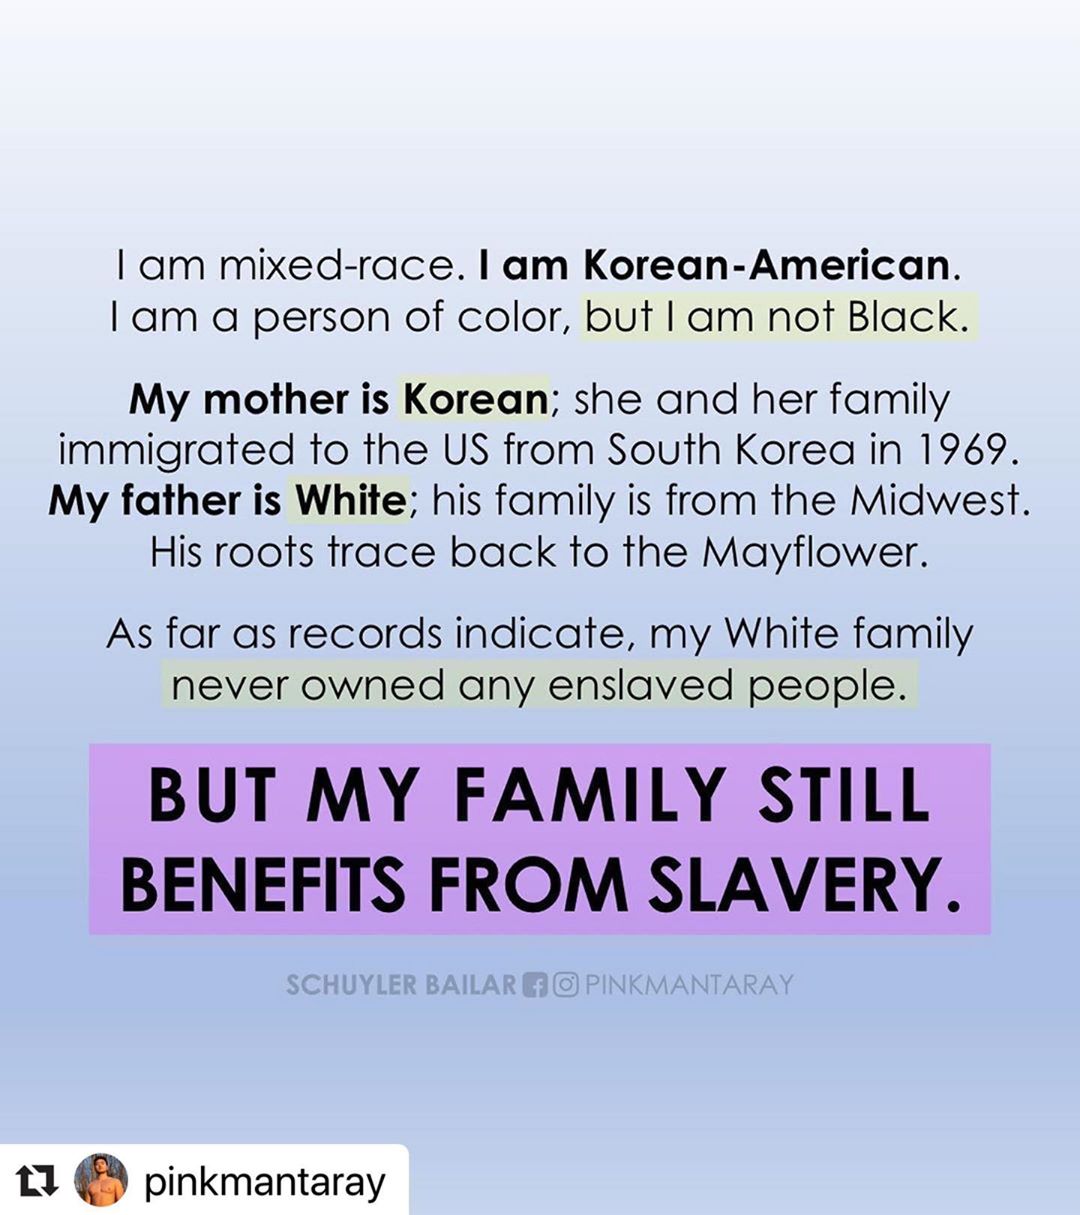 I am mixed-race. I am Korean-American.
I am a person of color, but I am not Black.
My mother is Korean; she and her family
immigrated to the US from South Korea in 1969.
My father is White; his family is from the Midwest.
His roots trace back to the Mayflower.
As far as records indicate, my White family
never owned any enslaved people.
BUT MY FAMILY STILL
BENEFITS FROM SLAVERY.
SCHUYLER BAILAR PINKMANTARAY
pinkmantaray